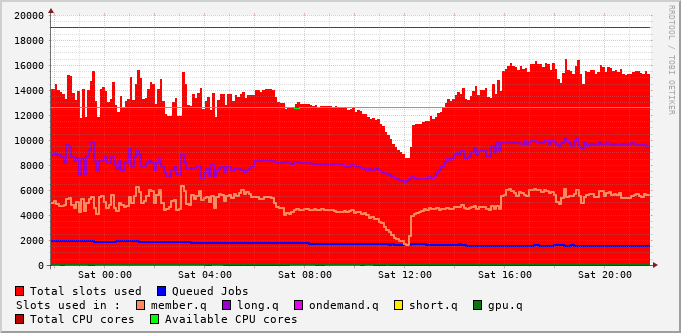 20000
18000
16000
14000
12000
10000
8000
6000
4000
2000
0
Sat 00:00 Sat 04:00 Sat 08:00 Sat 12:00 Sat 16:00 Sat 20:00
RRDTOOL / TOBI OETIKER
Total slots used Queued Jobs
Slots used in : member.q long.q ondemand.q short.q gpu.q
Total CPU cores Available CPU cores